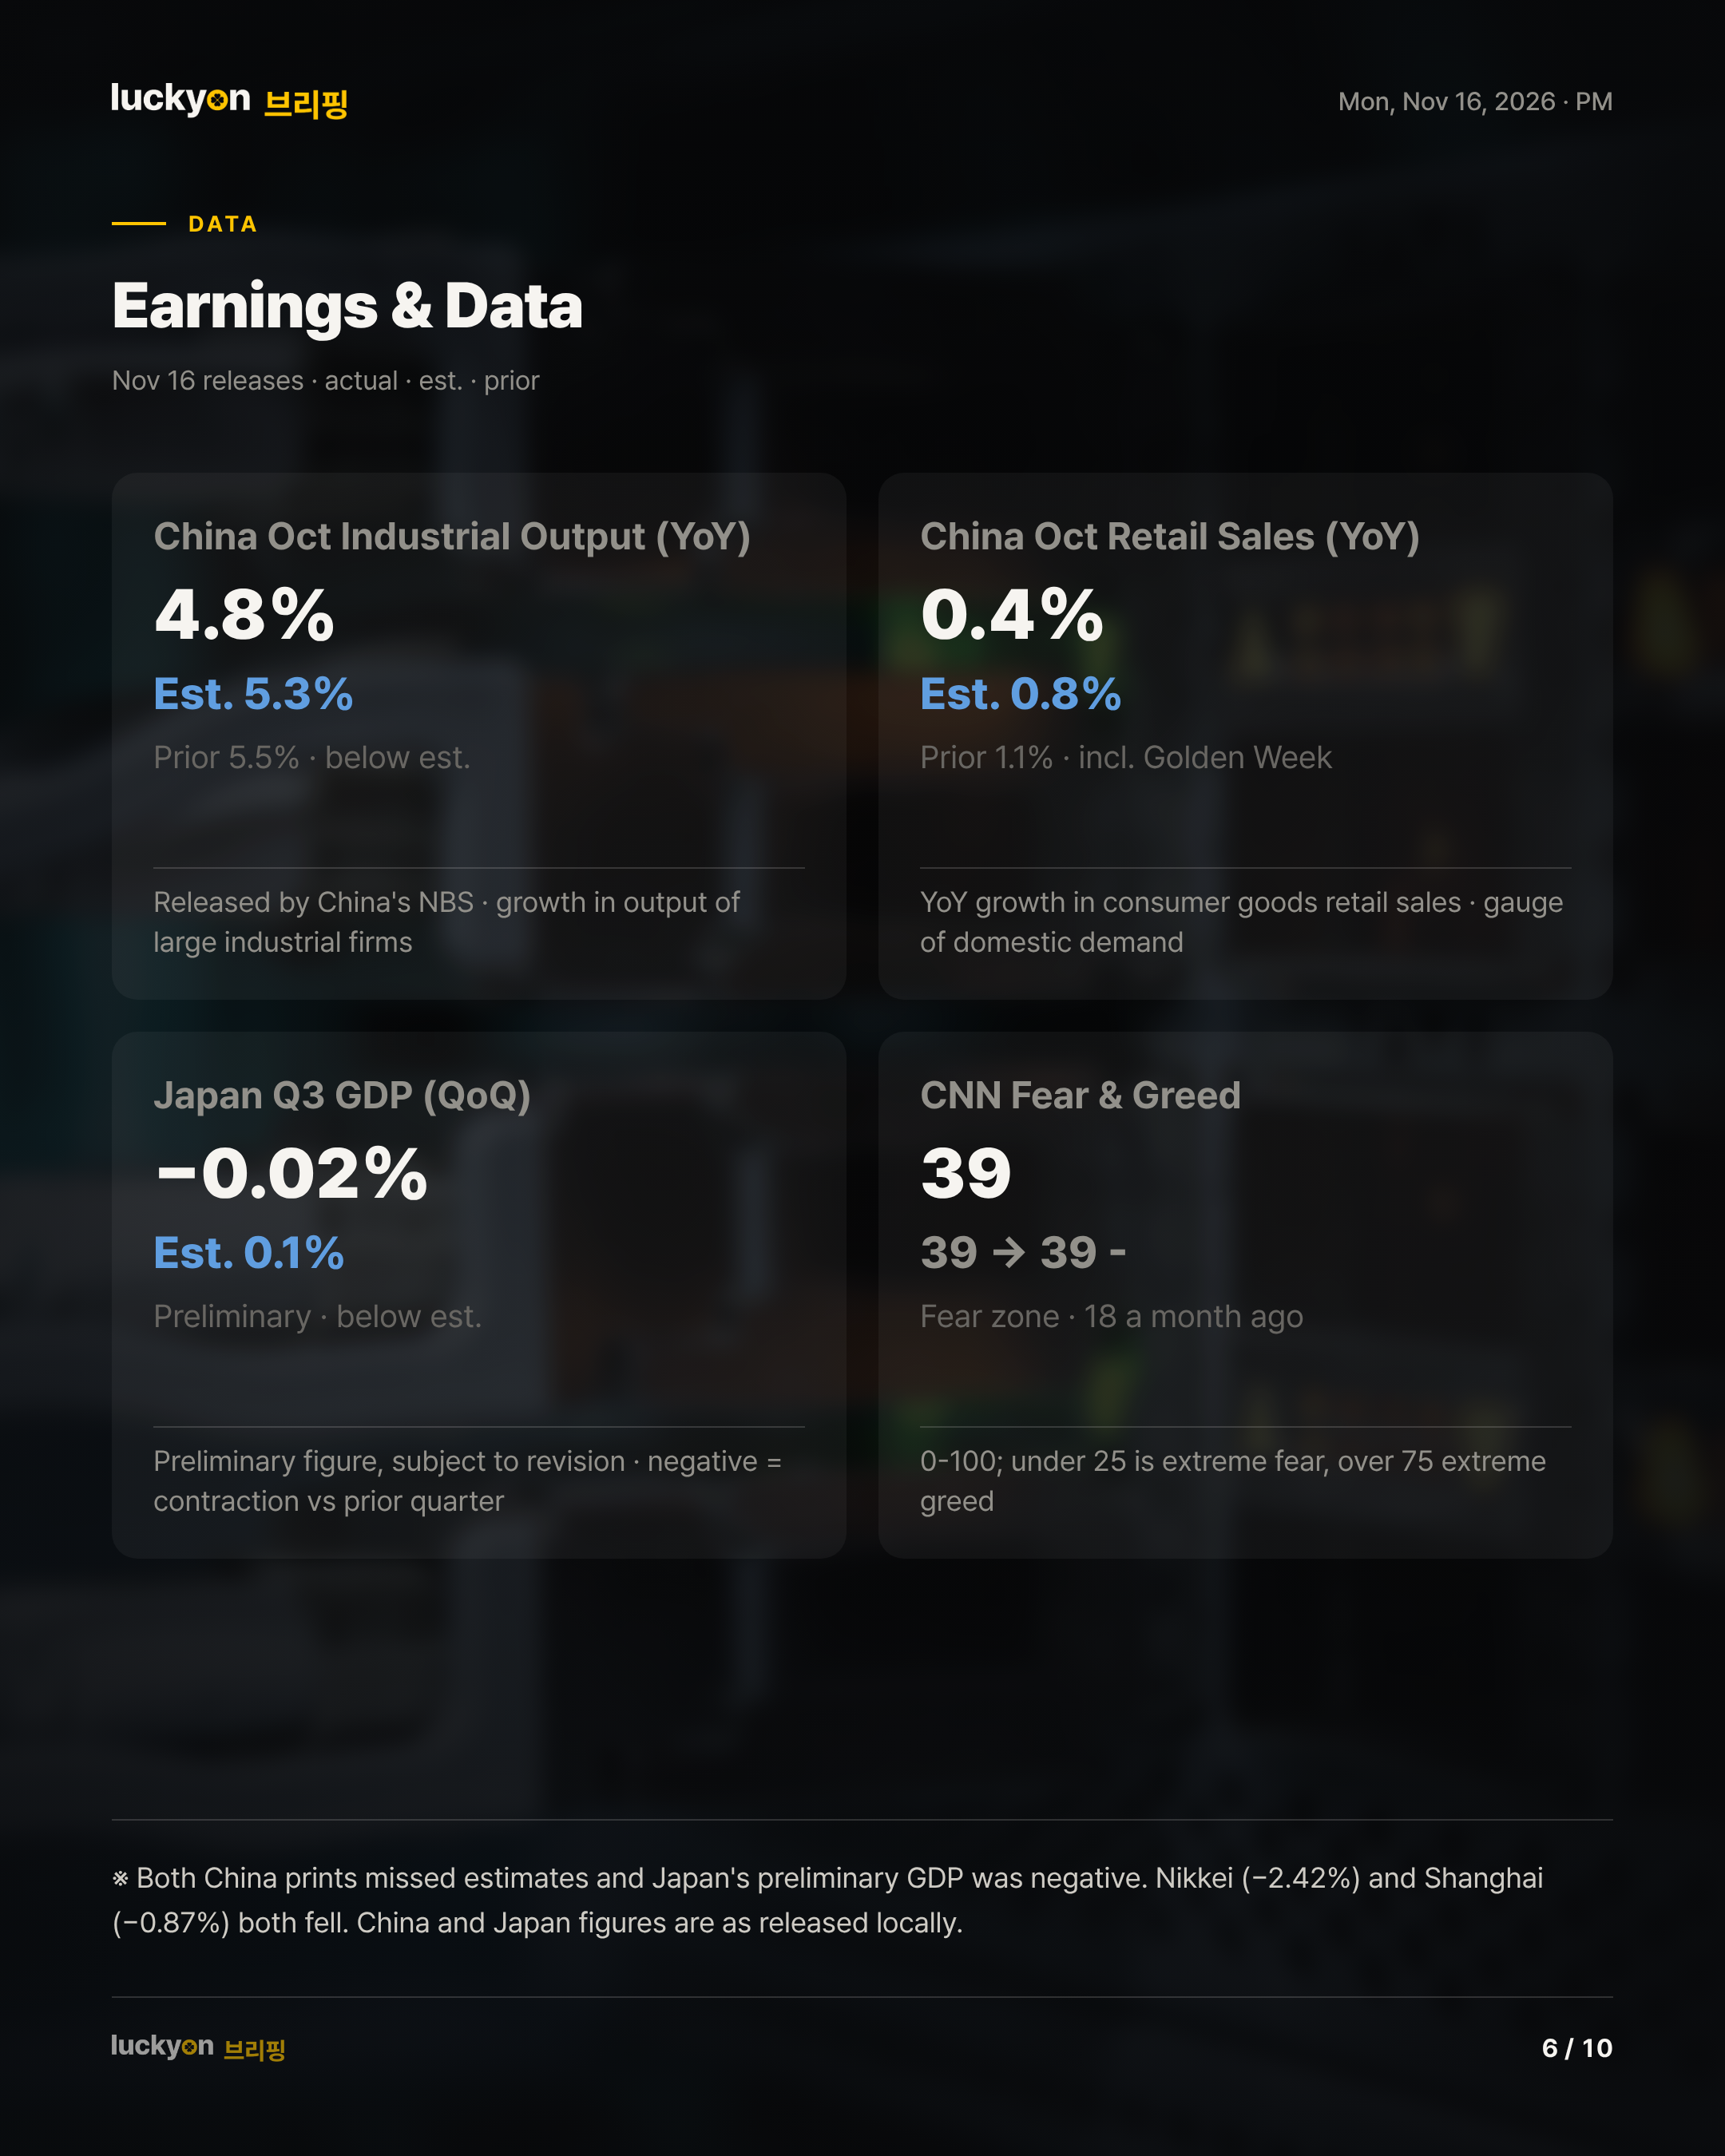 luckyon 브리핑
Mon, Nov 16, 2026 · PM
DATA
Earnings & Data
Nov 16 releases · actual · est. · prior
China Oct Industrial Output (YoY)
4.8%
Est. 5.3%
Prior 5.5% · below est.
Released by China's NBS · growth in output of
large industrial firms
China Oct Retail Sales (YoY)
0.4%
Est. 0.8%
Prior 1.1% · incl. Golden Week
YoY growth in consumer goods retail sales · gauge
of domestic demand
Japan Q3 GDP (QoQ)
−0.02%
Est. 0.1%
Preliminary · below est.
Preliminary figure, subject to revision · negative =
contraction vs prior quarter
CNN Fear & Greed
39
39 → 39 -
Fear zone · 18 a month ago
0-100; under 25 is extreme fear, over 75 extreme
greed
※ Both China prints missed estimates and Japan's preliminary GDP was negative. Nikkei (−2.42%) and Shanghai
(−0.87%) both fell. China and Japan figures are as released locally.
luckyon 브리핑
6 / 10